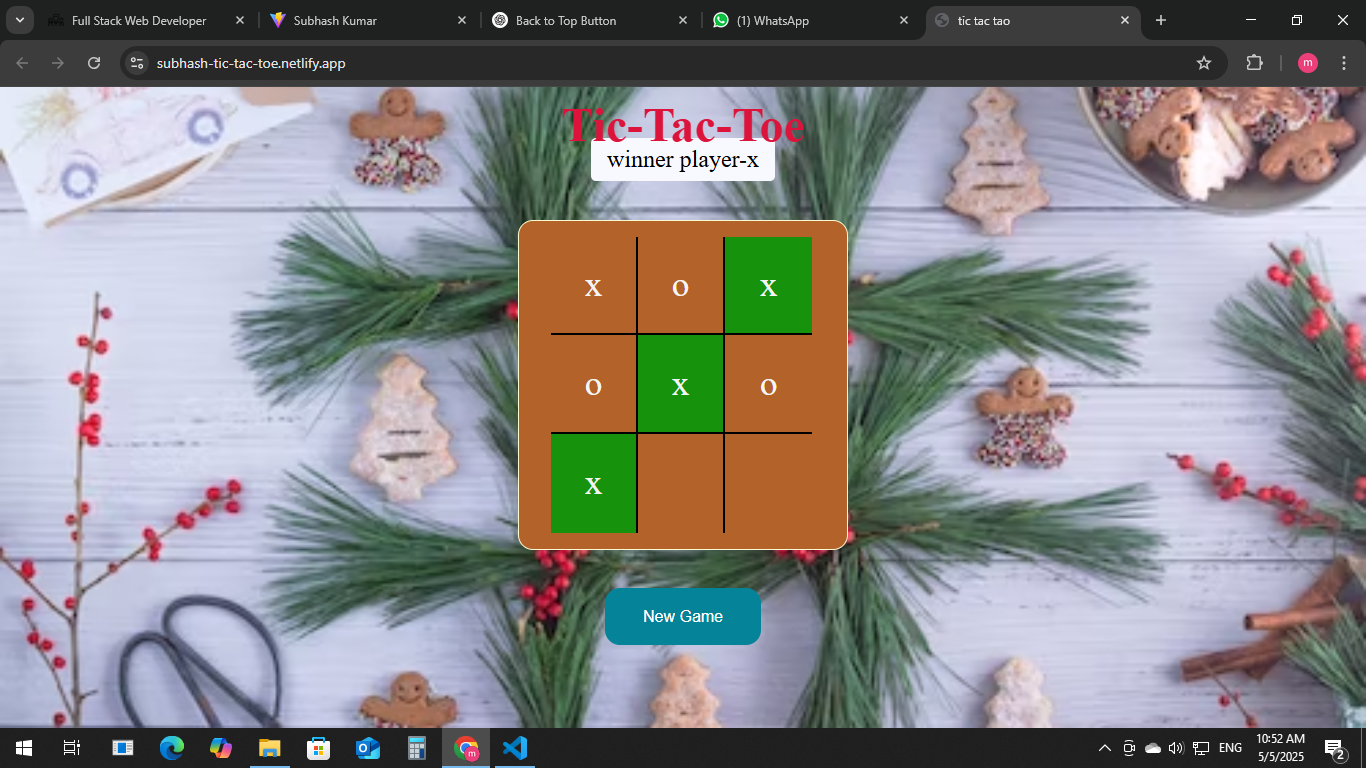 Full Stack Web Developer
Subhash Kumar
Back to Top Button
(1) WhatsApp
tic tac tao
subhash-tic-tac-toe.netlify.app
m
Tic-Tac-Toe
winner player-x
x o x
o x o
x
New Game
m
ENG
10:52 AM
5/5/2025
2